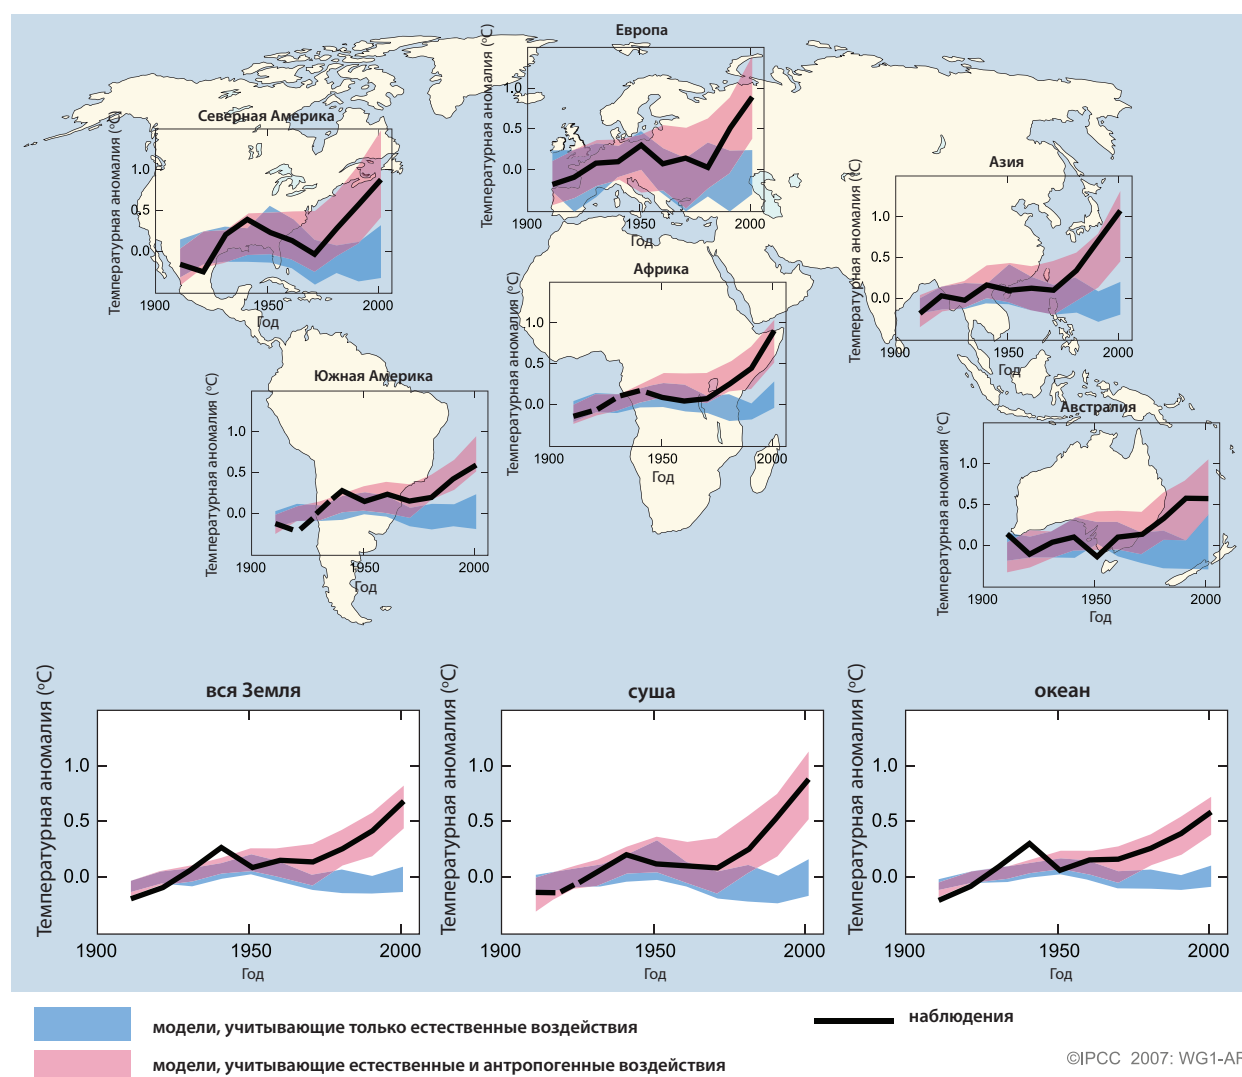 Европа
Температурная аномалия (°C)
1.0
0.5
0.0
1900
1950
2000
Год
Северная Америка
Температурная аномалия (°C)
1.0
0.5
0.0
1900
1950
2000
Год
Азия
Температурная аномалия (°C)
1.0
0.5
0.0
1900
1950
2000
Год
Африка
Температурная аномалия (°C)
1.0
0.5
0.0
1900
1950
2000
Год
Южная Америка
Температурная аномалия (°C)
1.0
0.5
0.0
1900
1950
2000
Год
Австралия
Температурная аномалия (°C)
1.0
0.5
0.0
1900
1950
2000
Год
вся Земля
Температурная аномалия (°C)
1.0
0.5
0.0
1900
1950
2000
Год
суша
Температурная аномалия (°C)
1.0
0.5
0.0
1900
1950
2000
Год
океан
Температурная аномалия (°C)
1.0
0.5
0.0
1900
1950
2000
Год
модели, учитывающие только естественные воздействия
наблюдения
модели, учитывающие естественные и антропогенные воздействия
©IPCC 2007: WG1-AR